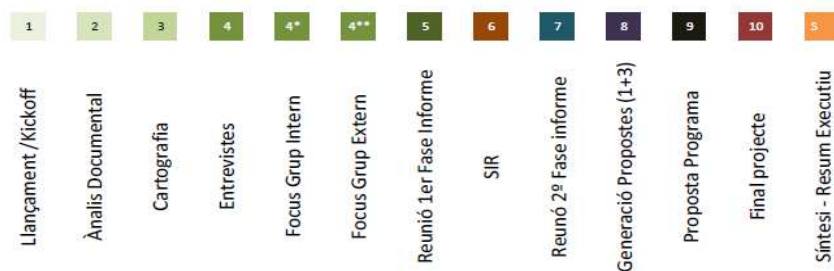 1 2 3 4 4* 4** 5 6 7 8 9 10 S
Llançament /Kickoff
Ànalis Documental
Cartografia
Entrevistes
Focus Grup Intern
Focus Grup Extern
Reunió 1er Fase Informe
SIR
Reunó 2º Fase informe
Generació Propostes (1+3)
Proposta Programa
Final projecte
Síntesi - Resum Executiu